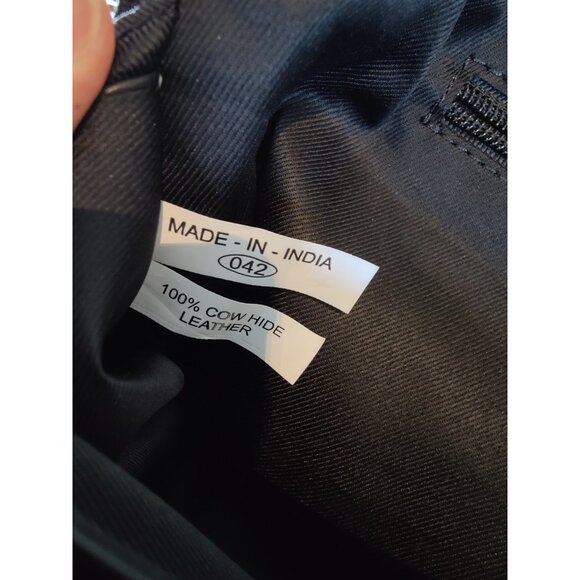 MADE - IN - INDIA
042
100% COW HIDE
LEATHER